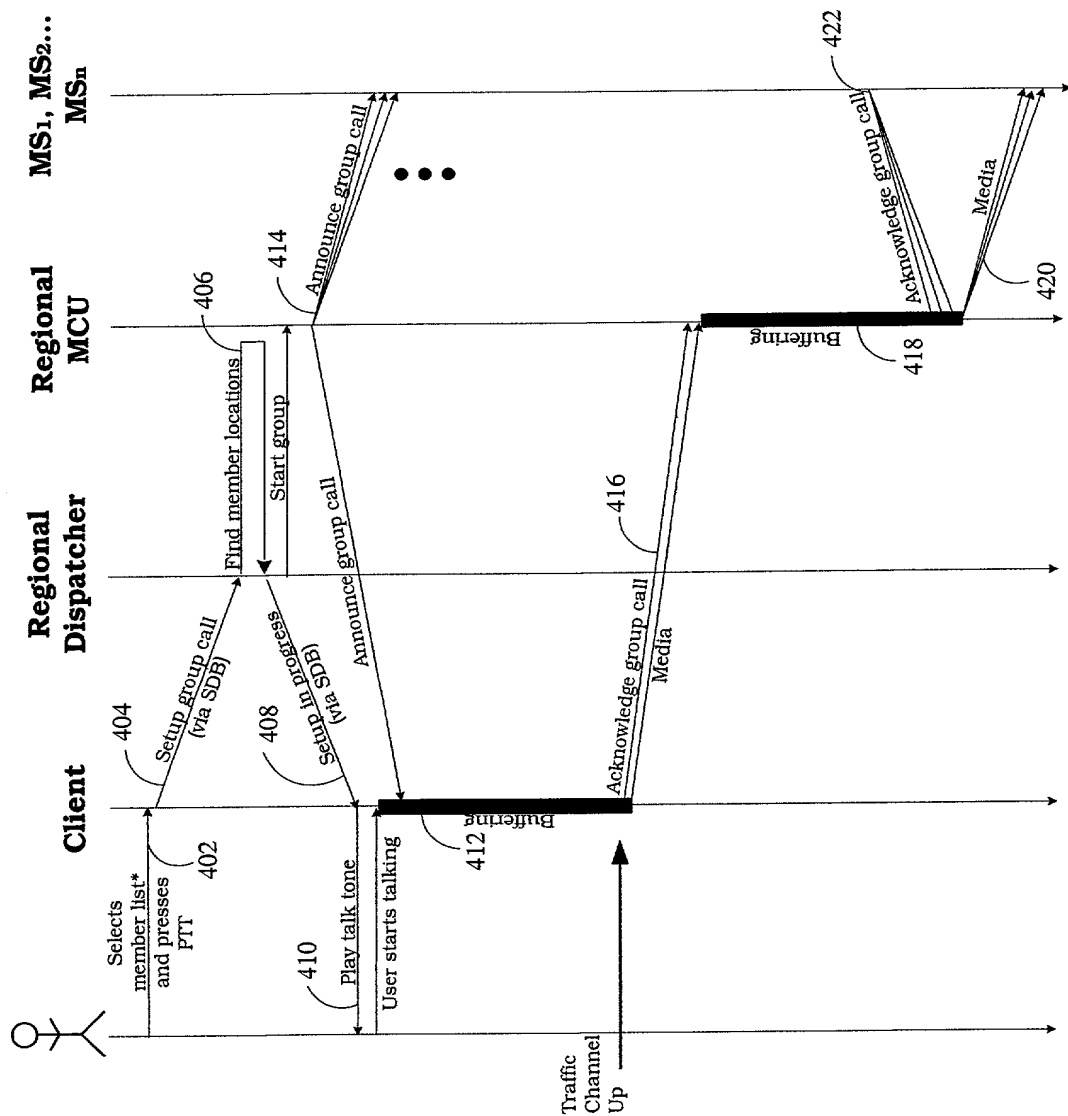 Client
Regional
Dispatcher
Regional
MCU
MS1, MS2...
MSn
Selects
member list*
and presses
PTT
402
404
Setup group call
(via SDB)
Find member locations
406
408
Setup in progress
(via SDB)
Start group
414
Announce group call
Announce group call
410
Play talk tone
User starts talking
412
Buffering
Traffic
Channel
Up
Acknowledge group call
Media
416
Buffering
418
Acknowledge group call
422
Media
420